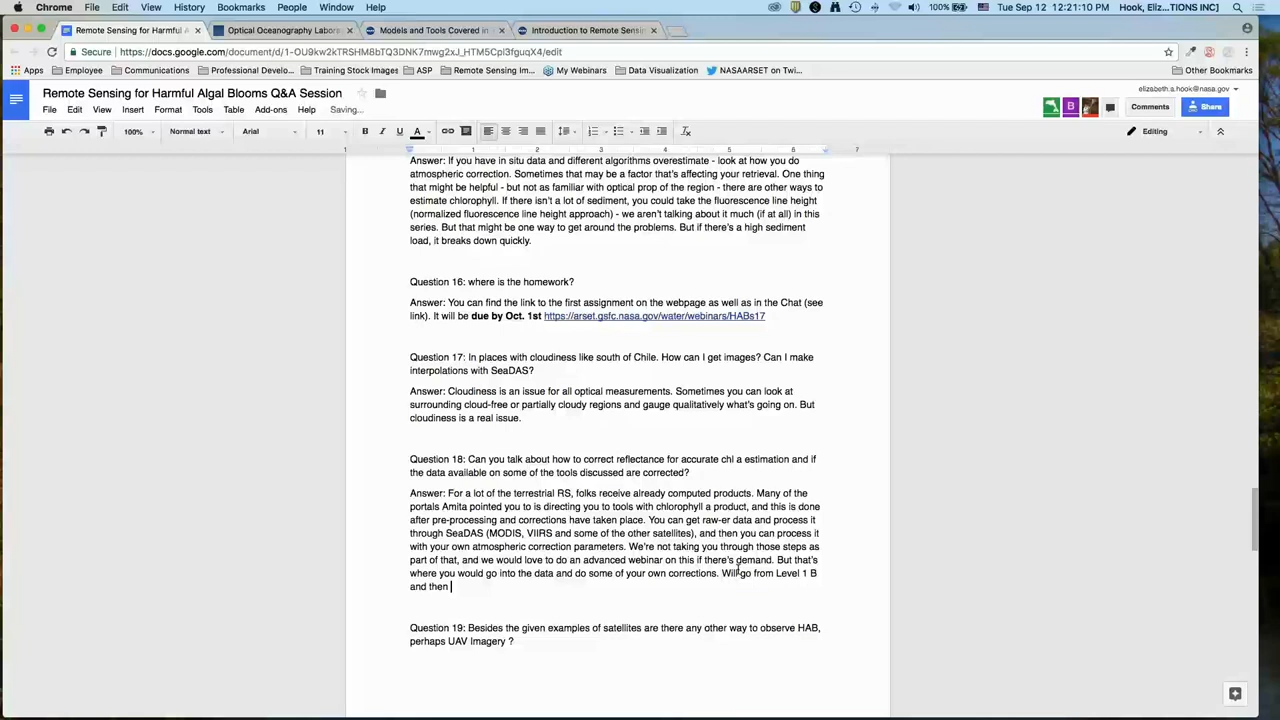 Chrome File Edit View History Bookmarks People Window Help 100% Tue Sep 12 12:21:10 PM Hook, Eliz...TIONS INC]
Remote Sensing for Harmful A Optical Oceanography Laborato Models and Tools Covered in Introduction to Remote Sensin
Secure https://docs.google.com/document/d/1-OU9kw2kTRSHM8bTQ3DNK7mwg2xJ_HTM5Cpl3fguqX4/edit
Apps Employee Communications Professional Develo... Training Stock Images ASP Remote Sensing Im... My Webinars Data Visualization NASAARSET on Twi... Other Bookmarks
Remote Sensing for Harmful Algal Blooms Q&A Session elizabeth.a.hook@nasa.gov
File Edit View Insert Format Tools Table Add-ons Help Saving... B Comments Share
100% Normal text Arial 11 B I U A Editing
1 1 2 3 4 5 6 7
Answer: If you have in situ data and different algorithms overestimate - look at how you do
atmospheric correction. Sometimes that may be a factor that's affecting your retrieval. One thing
that might be helpful - but not as familiar with optical prop of the region - there are other ways to
estimate chlorophyll. If there isn't a lot of sediment, you could take the fluorescence line height
(normalized fluorescence line height approach) - we aren't talking about it much (if at all) in this
series. But that might be one way to get around the problems. But if there's a high sediment
load, it breaks down quickly.
Question 16: where is the homework?
Answer: You can find the link to the first assignment on the webpage as well as in the Chat (see
link). It will be due by Oct. 1st https://arset.gsfc.nasa.gov/water/webinars/HABs17
Question 17: In places with cloudiness like south of Chile. How can I get images? Can I make
interpolations with SeaDAS?
Answer: Cloudiness is an issue for all optical measurements. Sometimes you can look at
surrounding cloud-free or partially cloudy regions and gauge qualitatively what's going on. But
cloudiness is a real issue.
Question 18: Can you talk about how to correct reflectance for accurate chl a estimation and if
the data available on some of the tools discussed are corrected?
Answer: For a lot of the terrestrial RS, folks receive already computed products. Many of the
portals Amita pointed you to is directing you to tools with chlorophyll a product, and this is done
after pre-processing and corrections have taken place. You can get raw-er data and process it
through SeaDAS (MODIS, VIIRS and some of the other satellites), and then you can process it
with your own atmospheric correction parameters. We're not taking you through those steps as
part of that, and we would love to do an advanced webinar on this if there's demand. But that's
where you would go into the data and do some of your own corrections. Will go from Level 1 B
and then
Question 19: Besides the given examples of satellites are there any other way to observe HAB,
perhaps UAV Imagery ?